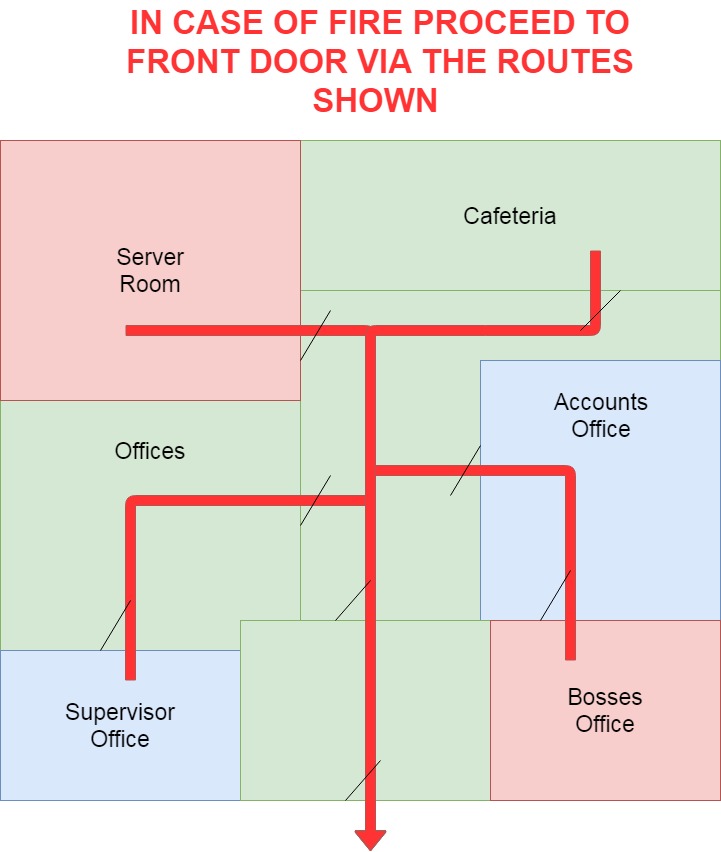 IN CASE OF FIRE PROCEED TO
FRONT DOOR VIA THE ROUTES
SHOWN
Cafeteria
Server
Room
Accounts
Office
Offices
Supervisor
Office
Bosses
Office